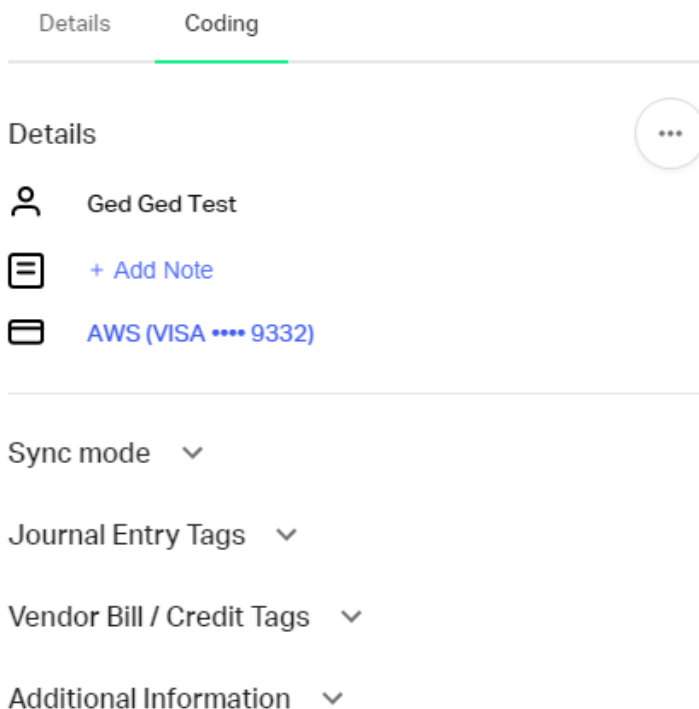 Details
Coding
Details
Ged Ged Test
+ Add Note
AWS (VISA •••• 9332)
Sync mode
Journal Entry Tags
Vendor Bill / Credit Tags
Additional Information